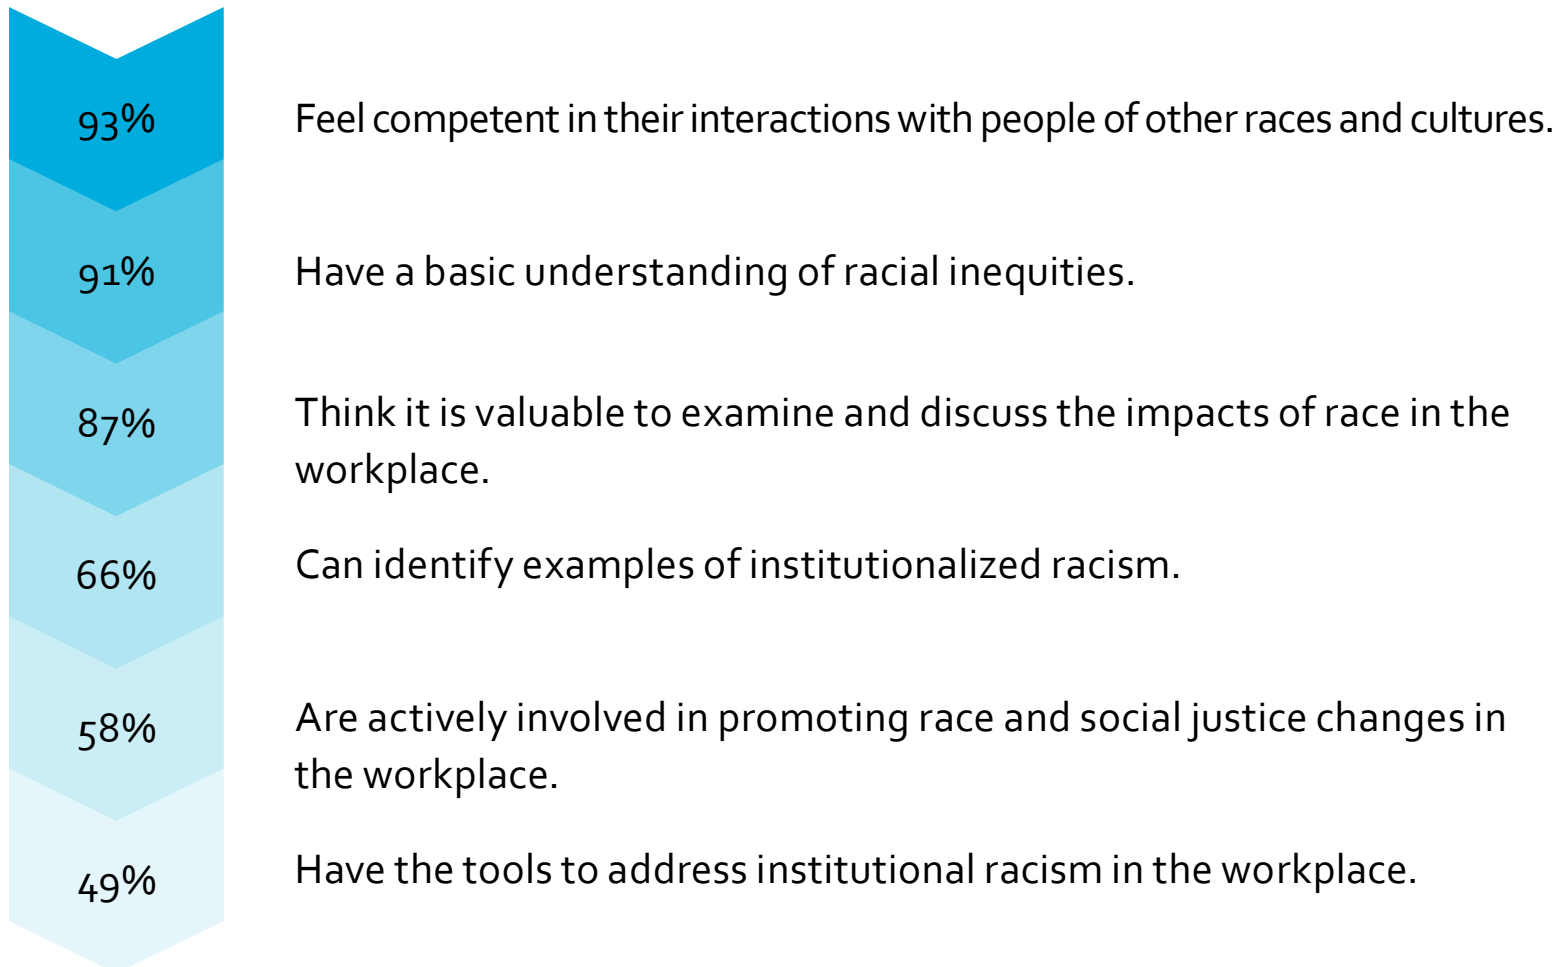 93% Feel competent in their interactions with people of other races and cultures.
91% Have a basic understanding of racial inequities.
87% Think it is valuable to examine and discuss the impacts of race in the
workplace.
66% Can identify examples of institutionalized racism.
58% Are actively involved in promoting race and social justice changes in
the workplace.
49% Have the tools to address institutional racism in the workplace.